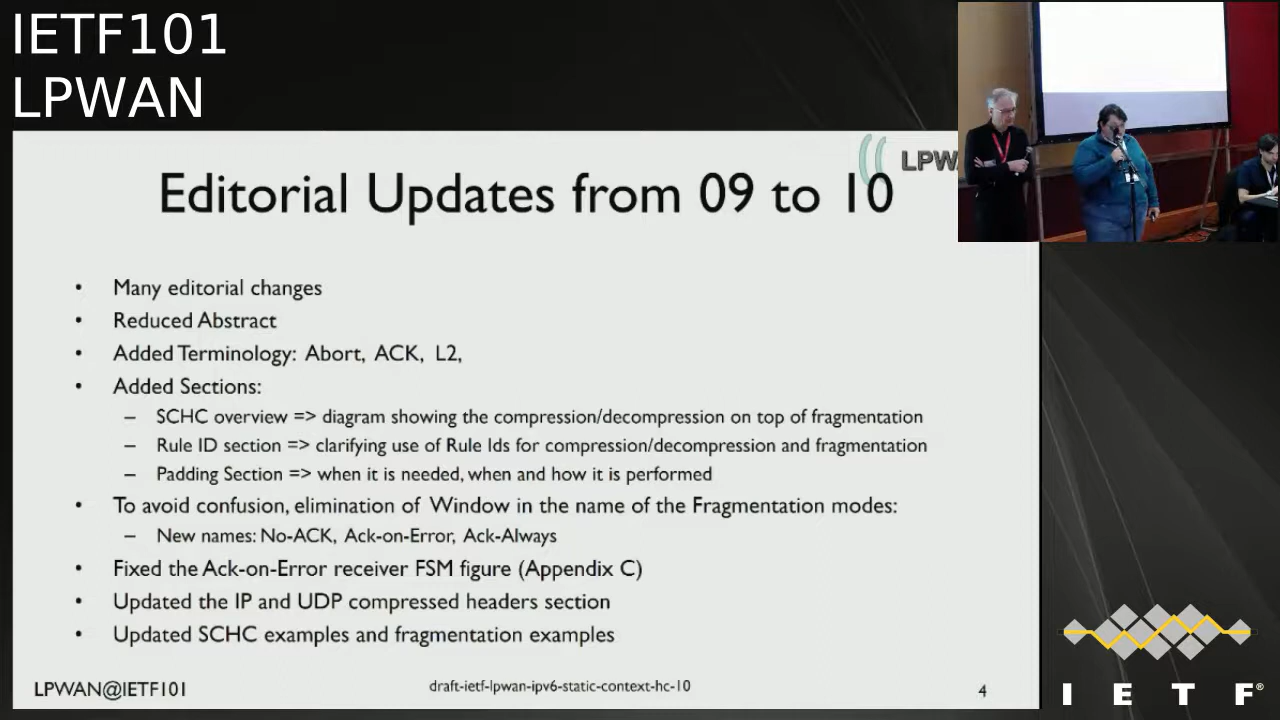 IETF101
LPWAN
LPW
Editorial Updates from 09 to 10
• Many editorial changes
• Reduced Abstract
• Added Terminology: Abort, ACK, L2,
• Added Sections:
– SCHC overview => diagram showing the compression/decompression on top of fragmentation
– Rule ID section => clarifying use of Rule Ids for compression/decompression and fragmentation
– Padding Section => when it is needed, when and how it is performed
• To avoid confusion, elimination of Window in the name of the Fragmentation modes:
– New names: No-ACK, Ack-on-Error, Ack-Always
• Fixed the Ack-on-Error receiver FSM figure (Appendix C)
• Updated the IP and UDP compressed headers section
• Updated SCHC examples and fragmentation examples
LPWAN@IETF101
draft-ietf-lpwan-ipv6-static-context-hc-10
4
I E T F®